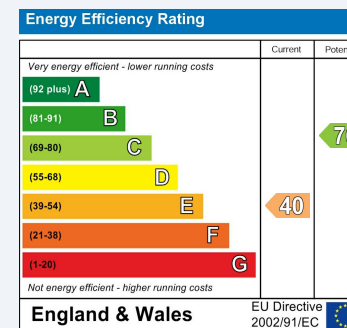 Energy Efficiency Rating
Current
Very energy efficient - lower running costs
(92 plus) A
(81-91) B
(69-80) C
(55-68) D
(39-54) E
40
(21-38) F
(1-20) G
Not energy efficient - higher running costs
England & Wales
EU Directive
2002/91/EC